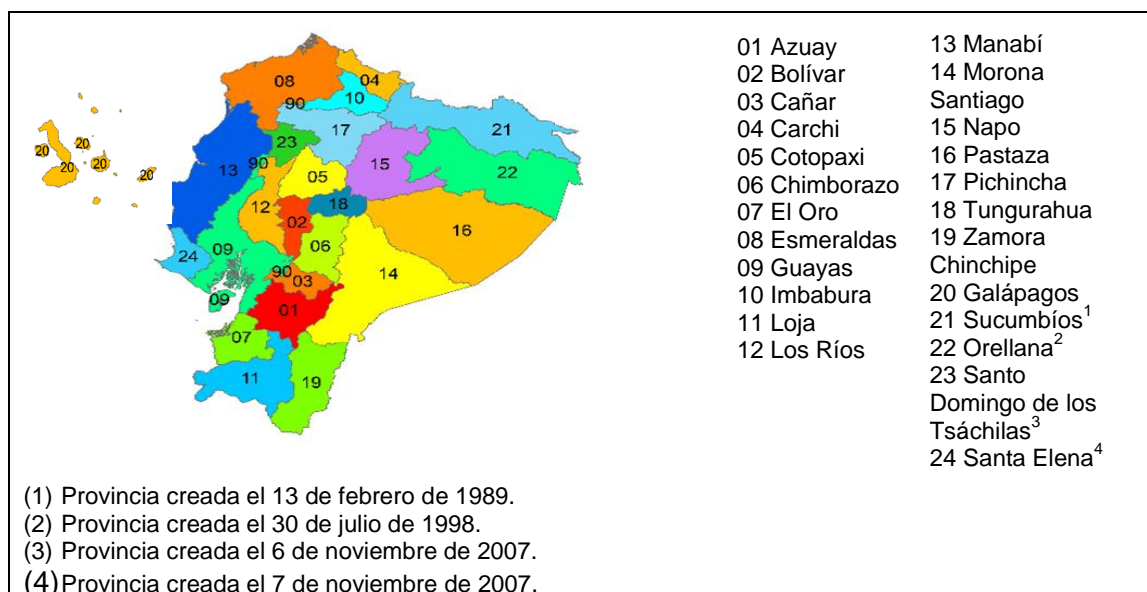 08
04
10
90
17
21
23
20
20
20
20
13
90
05
15
22
12
18
02
16
09
06
24
90
03
14
09
01
07
11
19
01 Azuay
02 Bolívar
03 Cañar
04 Carchi
05 Cotopaxi
06 Chimborazo
07 El Oro
08 Esmeraldas
09 Guayas
10 Imbabura
11 Loja
12 Los Ríos
13 Manabí
14 Morona
Santiago
15 Napo
16 Pastaza
17 Pichincha
18 Tungurahua
19 Zamora
Chinchipe
20 Galápagos
21 Sucumbíos¹
22 Orellana²
23 Santo
Domingo de los
Tsáchilas³
24 Santa Elena⁴
(1) Provincia creada el 13 de febrero de 1989.
(2) Provincia creada el 30 de julio de 1998.
(3) Provincia creada el 6 de noviembre de 2007.
(4) Provincia creada el 7 de noviembre de 2007.